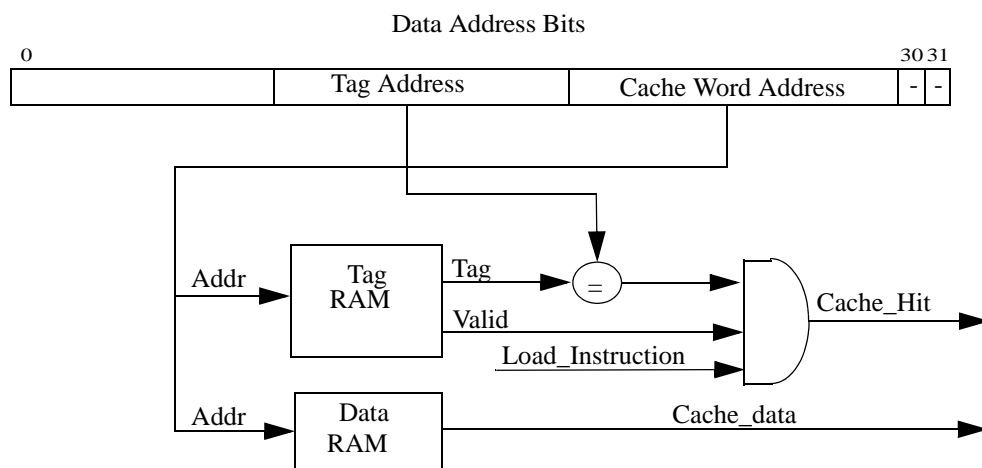 Data Address Bits
0 30 31
Tag Address Cache Word Address - -
Addr
Tag
RAM
Tag
=
Valid
Load_Instruction
Cache_Hit
Addr
Data
RAM
Cache_data